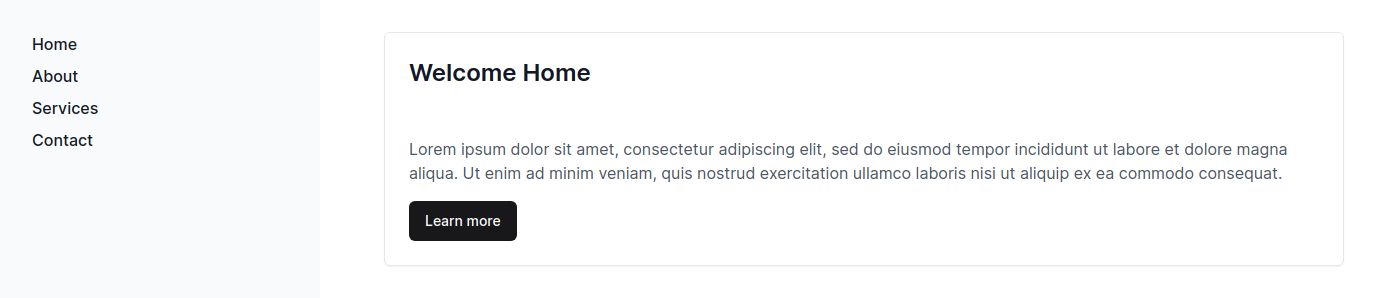 Home
About
Services
Contact
Welcome Home
Lorem ipsum dolor sit amet, consectetur adipiscing elit, sed do eiusmod tempor incididunt ut labore et dolore magna
aliqua. Ut enim ad minim veniam, quis nostrud exercitation ullamco laboris nisi ut aliquip ex ea commodo consequat.
Learn more